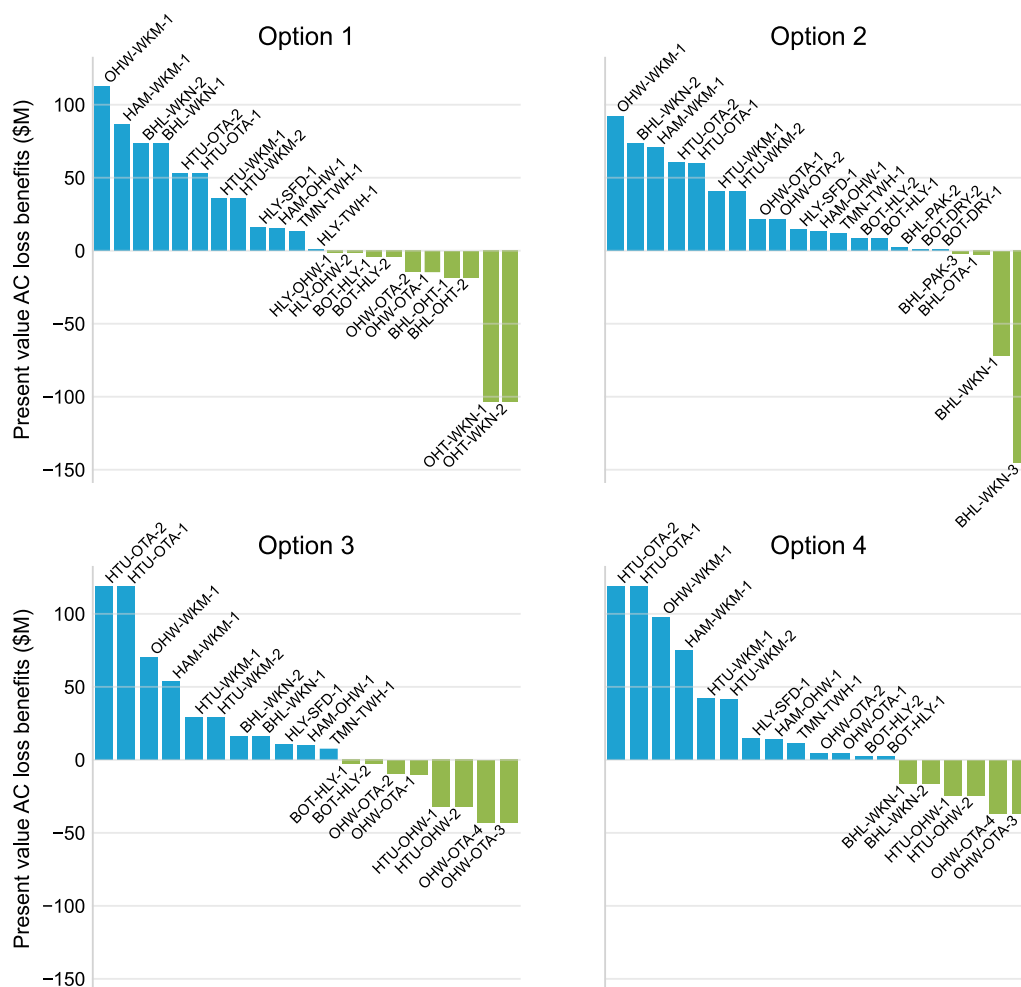 Option 1
Present value AC loss benefits ($M)
100
50
0
−50
−100
−150
OHW-WKM-1
HAM-WKM-1
BHL-WKN-2
BHL-WKN-1
HTU-OTA-2
HTU-OTA-1
HTU-WKM-1
HTU-WKM-2
HLY-SFD-1
HAM-OHW-1
TMN-TWH-1
HLY-TWH-1
HLY-OHW-1
HLY-OHW-2
BOT-HLY-1
BOT-HLY-2
OHW-OTA-2
OHW-OTA-1
BHL-OHT-1
BHL-OHT-2
OHT-WKN-1
OHT-WKN-2
Option 2
OHW-WKM-1
BHL-WKN-2
HAM-WKM-1
HTU-OTA-2
HTU-OTA-1
HTU-WKM-1
HTU-WKM-2
OHW-OTA-1
OHW-OTA-2
HLY-SFD-1
HAM-OHW-1
TMN-TWH-1
BOT-HLY-2
BOT-HLY-1
BHL-PAK-2
BOT-DRY-2
BOT-DRY-1
BHL-PAK-3
BHL-OTA-1
BHL-WKN-1
BHL-WKN-3
Option 3
Present value AC loss benefits ($M)
100
50
0
−50
−100
−150
HTU-OTA-2
HTU-OTA-1
OHW-WKM-1
HAM-WKM-1
HTU-WKM-1
HTU-WKM-2
BHL-WKN-2
BHL-WKN-1
HLY-SFD-1
HAM-OHW-1
TMN-TWH-1
BOT-HLY-1
BOT-HLY-2
OHW-OTA-2
OHW-OTA-1
HTU-OHW-1
HTU-OHW-2
OHW-OTA-4
OHW-OTA-3
Option 4
HTU-OTA-2
HTU-OTA-1
OHW-WKM-1
HAM-WKM-1
HTU-WKM-1
HTU-WKM-2
HLY-SFD-1
HAM-OHW-1
TMN-TWH-1
OHW-OTA-2
OHW-OTA-1
BOT-HLY-2
BOT-HLY-1
BHL-WKN-1
BHL-WKN-2
HTU-OHW-1
HTU-OHW-2
OHW-OTA-4
OHW-OTA-3